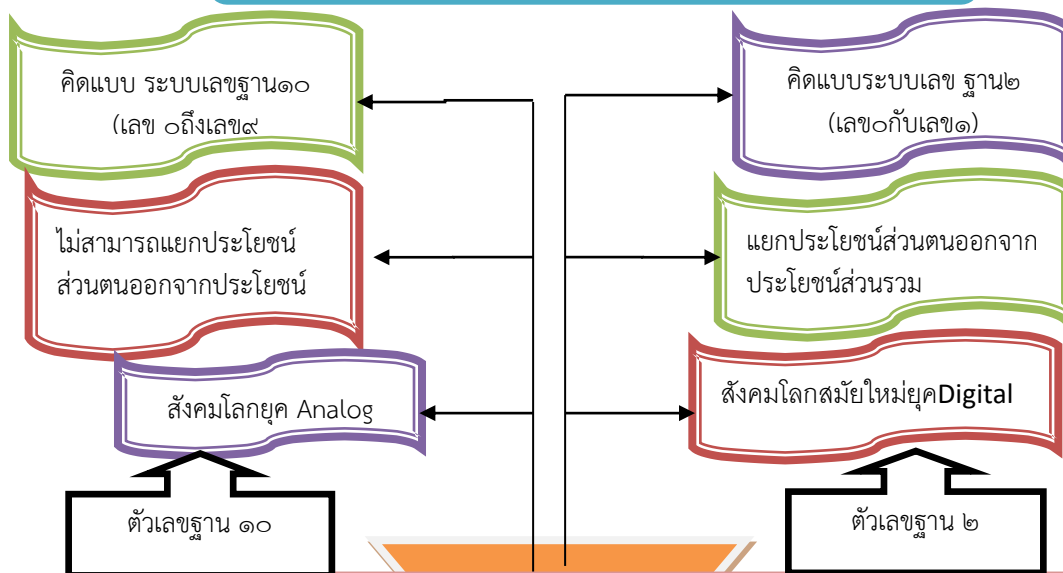 คิดแบบ ระบบเลขฐาน๑๐
(เลข ๐ถึงเลข๙
ไม่สามารถแยกประโยชน์
ส่วนตนออกจากประโยชน์
สังคมโลกยุค Analog
ตัวเลขฐาน ๑๐
คิดแบบระบบเลข ฐาน๒
(เลข๐กับเลข๑)
แยกประโยชน์ส่วนตนออกจาก
ประโยชน์ส่วนรวม
สังคมโลกสมัยใหม่ยุคDigital
ตัวเลขฐาน ๒